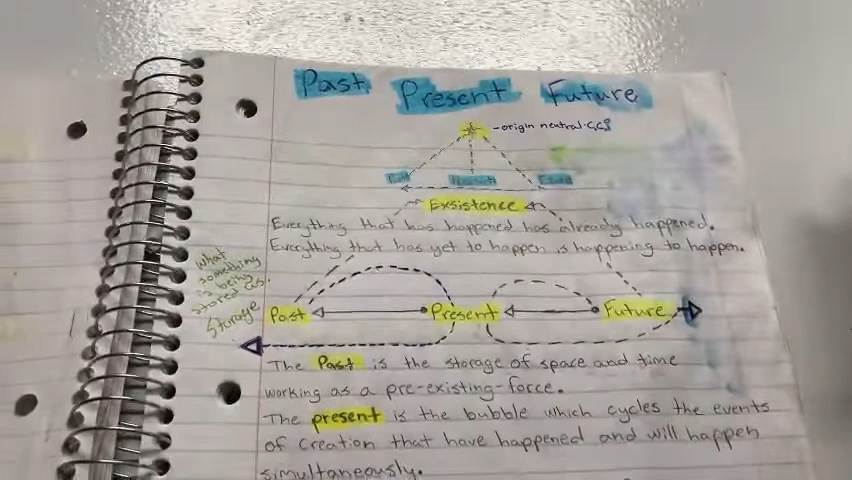 Past Present Future
-origin neutral
Past Present
Exsistence
Everything that has happened has already happened.
Everything that has yet to happen is happening to happen.
what
something
is being
stored as.
Storage
Past Present Future
The Past is the storage of space and time
working as a pre-existing-force.
The present is the bubble which cycles the events
of creation that have happened and will happen
simultaneously.